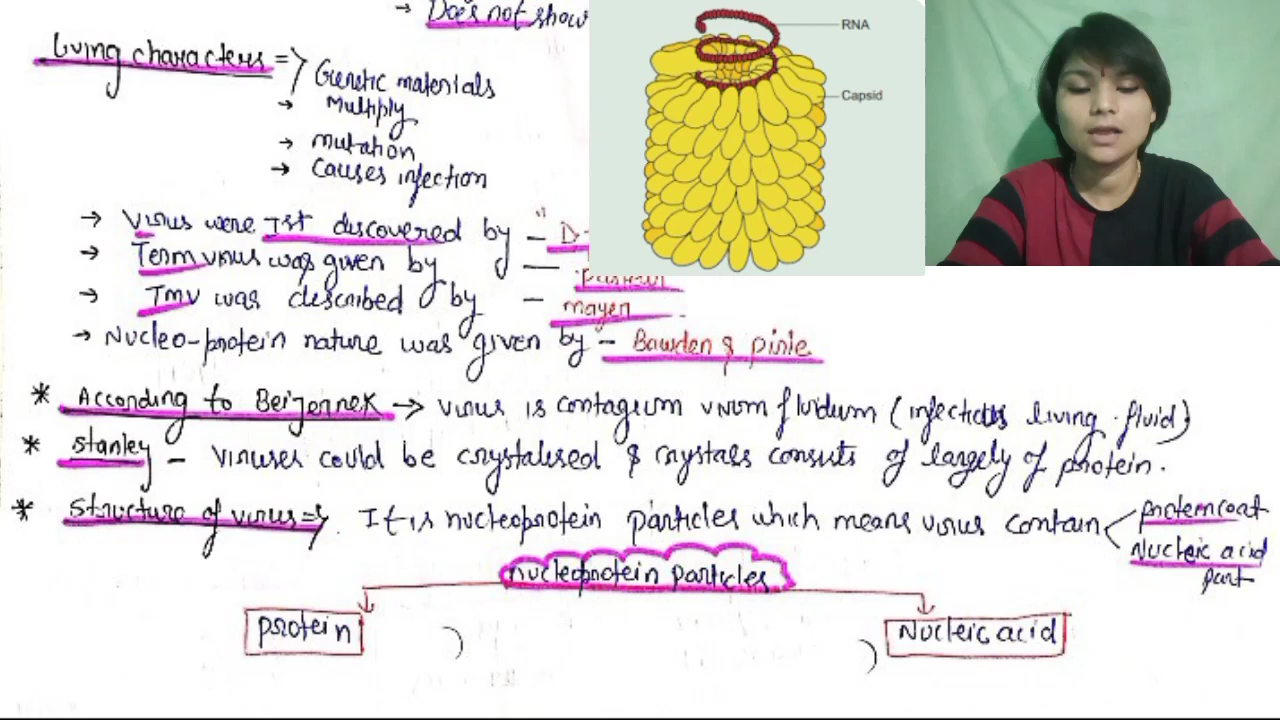 → Does not show
RNA
Living characters => Genetic materials
Capsid
→ Multiply
→ mutation
→ Causes infection
→ Virus were Ist discovered by - " D
→ Term virus was given by —
→ TMV was described by - mayer
→ Nucleo-protein nature was given by - Bawden & pirie
* According to Beijernek → virus is contagium vivum fluidum (infectious living fluid)
* Stanley - viruses could be crystalised & crystals consists of largely of protein.
* Structure of virus => It is nucleoprotein particles which means virus contain < protein coat
Nucleic acid part
nucleoprotein particles
protein
Nucleic acid